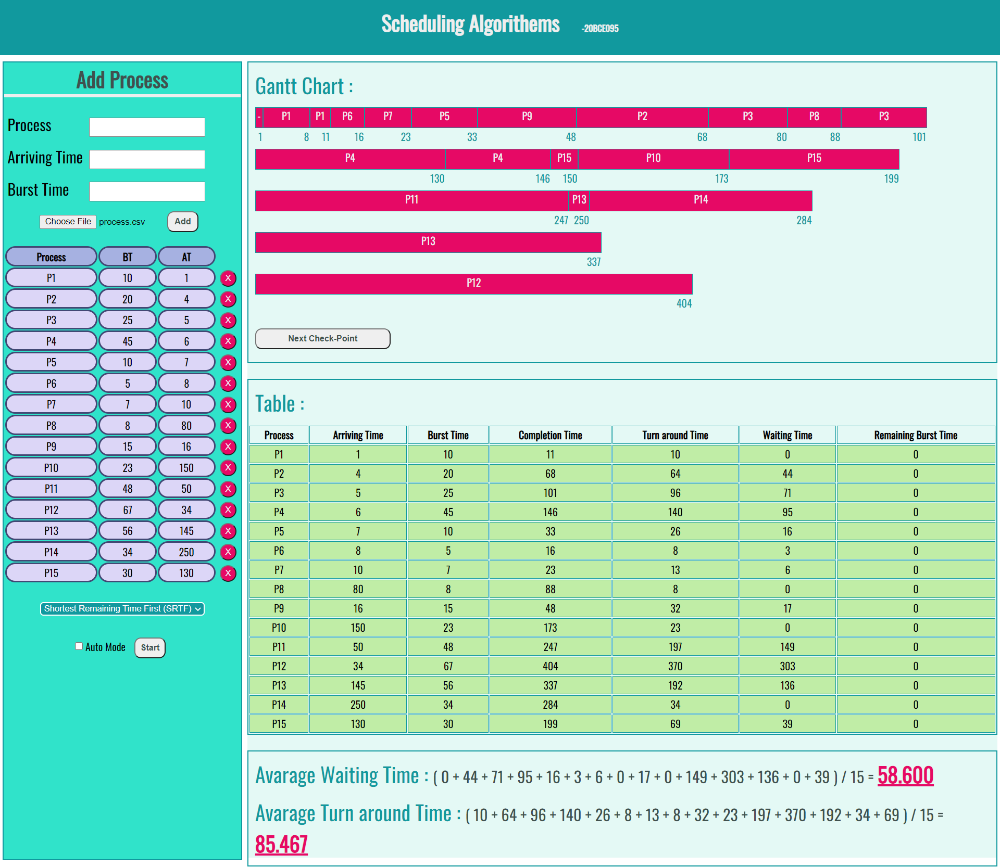 Scheduling Algorithems -20BCE095
Add Process
Process
Arriving Time
Burst Time
Choose File process.csv Add
Process BT AT
P1 10 1 X
P2 20 4 X
P3 25 5 X
P4 45 6 X
P5 10 7 X
P6 5 8 X
P7 7 10 X
P8 8 80 X
P9 15 16 X
P10 23 150 X
P11 48 50 X
P12 67 34 X
P13 56 145 X
P14 34 250 X
P15 30 130 X
Shortest Remaining Time First (SRTF)
Auto Mode Start
Gantt Chart :
- P1 P1 P6 P7 P5 P9 P2 P3 P8 P3
1 8 11 16 23 33 48 68 80 88 101
P4 P4 P15 P10 P15
130 146 150 173 199
P11 P13 P14
247 250 284
P13
337
P12
404
Next Check-Point
Table :
Process Arriving Time Burst Time Completion Time Turn around Time Waiting Time Remaining Burst Time
P1 1 10 11 10 0 0
P2 4 20 68 64 44 0
P3 5 25 101 96 71 0
P4 6 45 146 140 95 0
P5 7 10 33 26 16 0
P6 8 5 16 8 3 0
P7 10 7 23 13 6 0
P8 80 8 88 8 0 0
P9 16 15 48 32 17 0
P10 150 23 173 23 0 0
P11 50 48 247 197 149 0
P12 34 67 404 370 303 0
P13 145 56 337 192 136 0
P14 250 34 284 34 0 0
P15 130 30 199 69 39 0
Avarage Waiting Time : ( 0 + 44 + 71 + 95 + 16 + 3 + 6 + 0 + 17 + 0 + 149 + 303 + 136 + 0 + 39 ) / 15 = 58.600
Avarage Turn around Time : ( 10 + 64 + 96 + 140 + 26 + 8 + 13 + 8 + 32 + 23 + 197 + 370 + 192 + 34 + 69 ) / 15 =
85.467